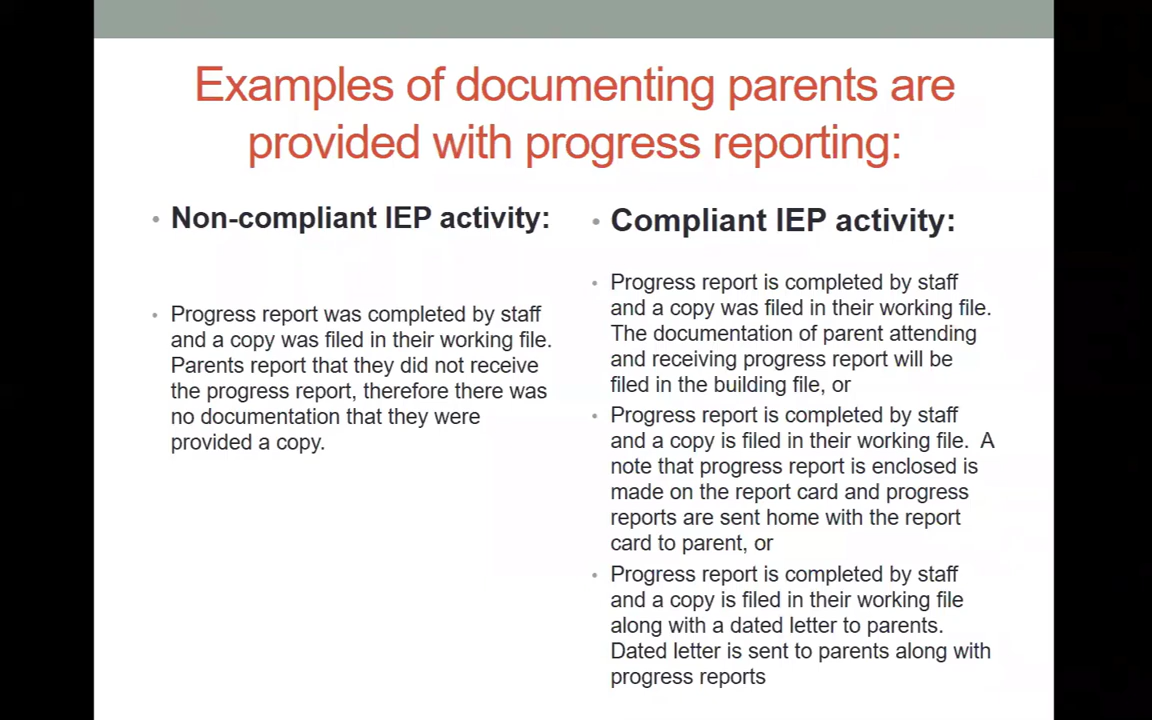 Examples of documenting parents are
provided with progress reporting:
• Non-compliant IEP activity:
• Progress report was completed by staff
and a copy was filed in their working file.
Parents report that they did not receive
the progress report, therefore there was
no documentation that they were
provided a copy.
• Compliant IEP activity:
• Progress report is completed by staff
and a copy was filed in their working file.
The documentation of parent attending
and receiving progress report will be
filed in the building file, or
• Progress report is completed by staff
and a copy is filed in their working file.  A
note that progress report is enclosed is
made on the report card and progress
reports are sent home with the report
card to parent, or
• Progress report is completed by staff
and a copy is filed in their working file
along with a dated letter to parents.
Dated letter is sent to parents along with
progress reports